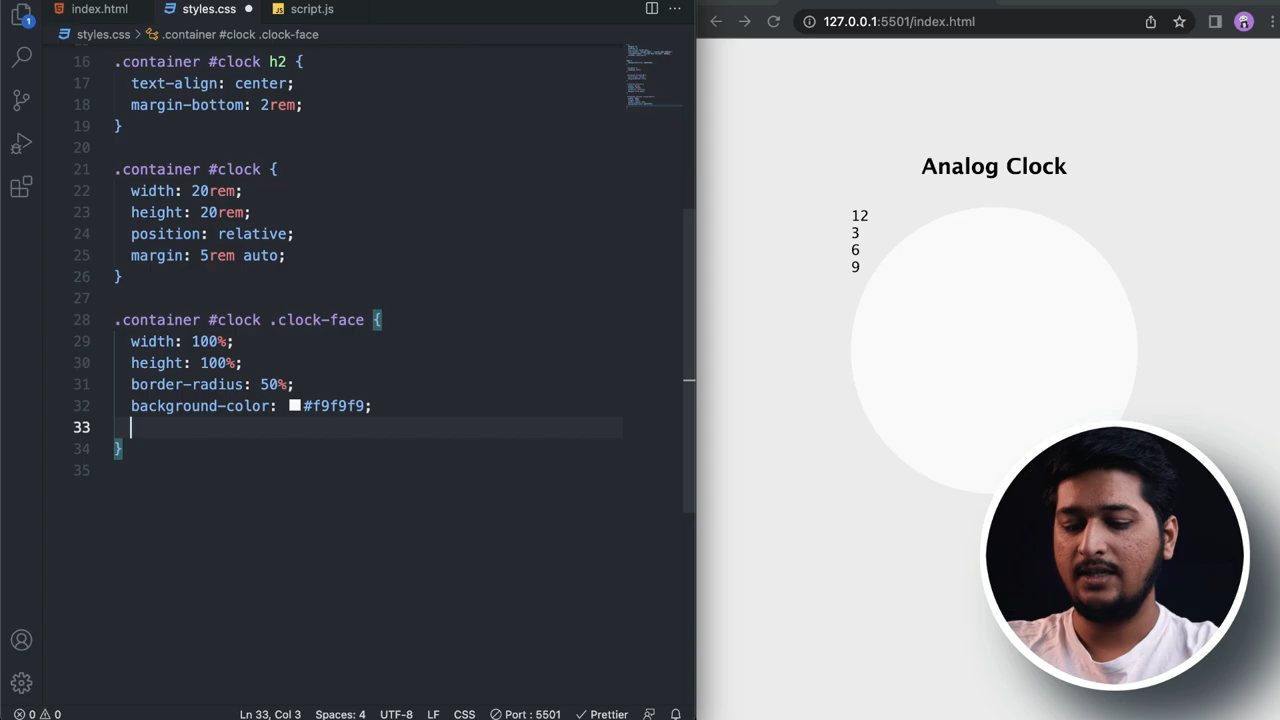 index.html styles.css script.js
styles.css .container #clock .clock-face
16 .container #clock h2 {
17 text-align: center;
18 margin-bottom: 2rem;
19 }
20
21 .container #clock {
22 width: 20rem;
23 height: 20rem;
24 position: relative;
25 margin: 5rem auto;
26 }
27
28 .container #clock .clock-face {
29 width: 100%;
30 height: 100%;
31 border-radius: 50%;
32 background-color: #f9f9f9;
33
34 }
35
1
0 0 Ln 33, Col 3 Spaces: 4 UTF-8 LF CSS Port : 5501 Prettier
127.0.0.1:5501/index.html
Analog Clock
12
3
6
9